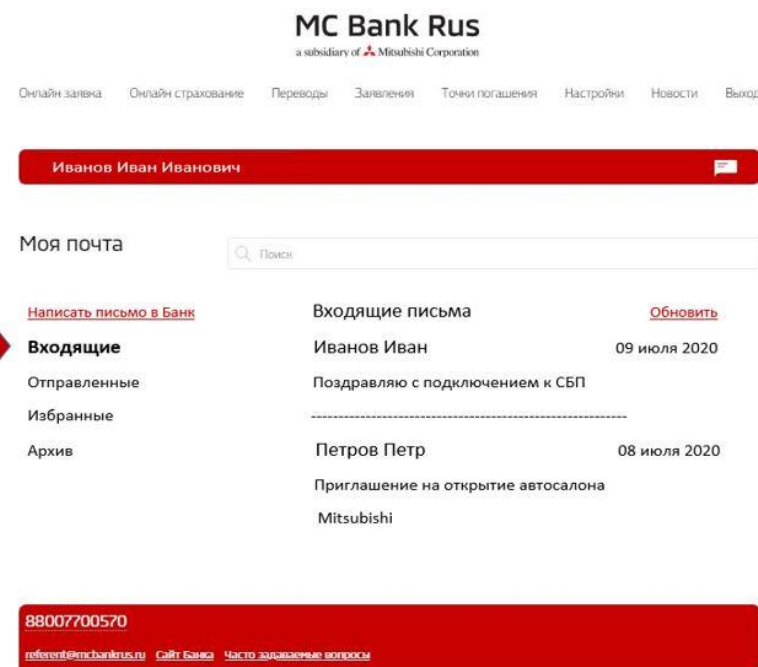 MC Bank Rus
a subsidiary of Mitsubishi Corporation
Онлайн заявка Онлайн страхование Переводы Заявления Точки погашения Настройки Новости Выход
Иванов Иван Иванович
Моя почта
Поиск
Написать письмо в Банк
Входящие письма
Обновить
Входящие
Иванов Иван 09 июля 2020
Отправленные
Поздравляю с подключением к СБП
Избранные
------------------------------------------------------------
Архив
Петров Петр 08 июля 2020
Приглашение на открытие автосалона
Mitsubishi
88007700570
referent@mcbankrus.ru Сайт Банка Часто задаваемые вопросы